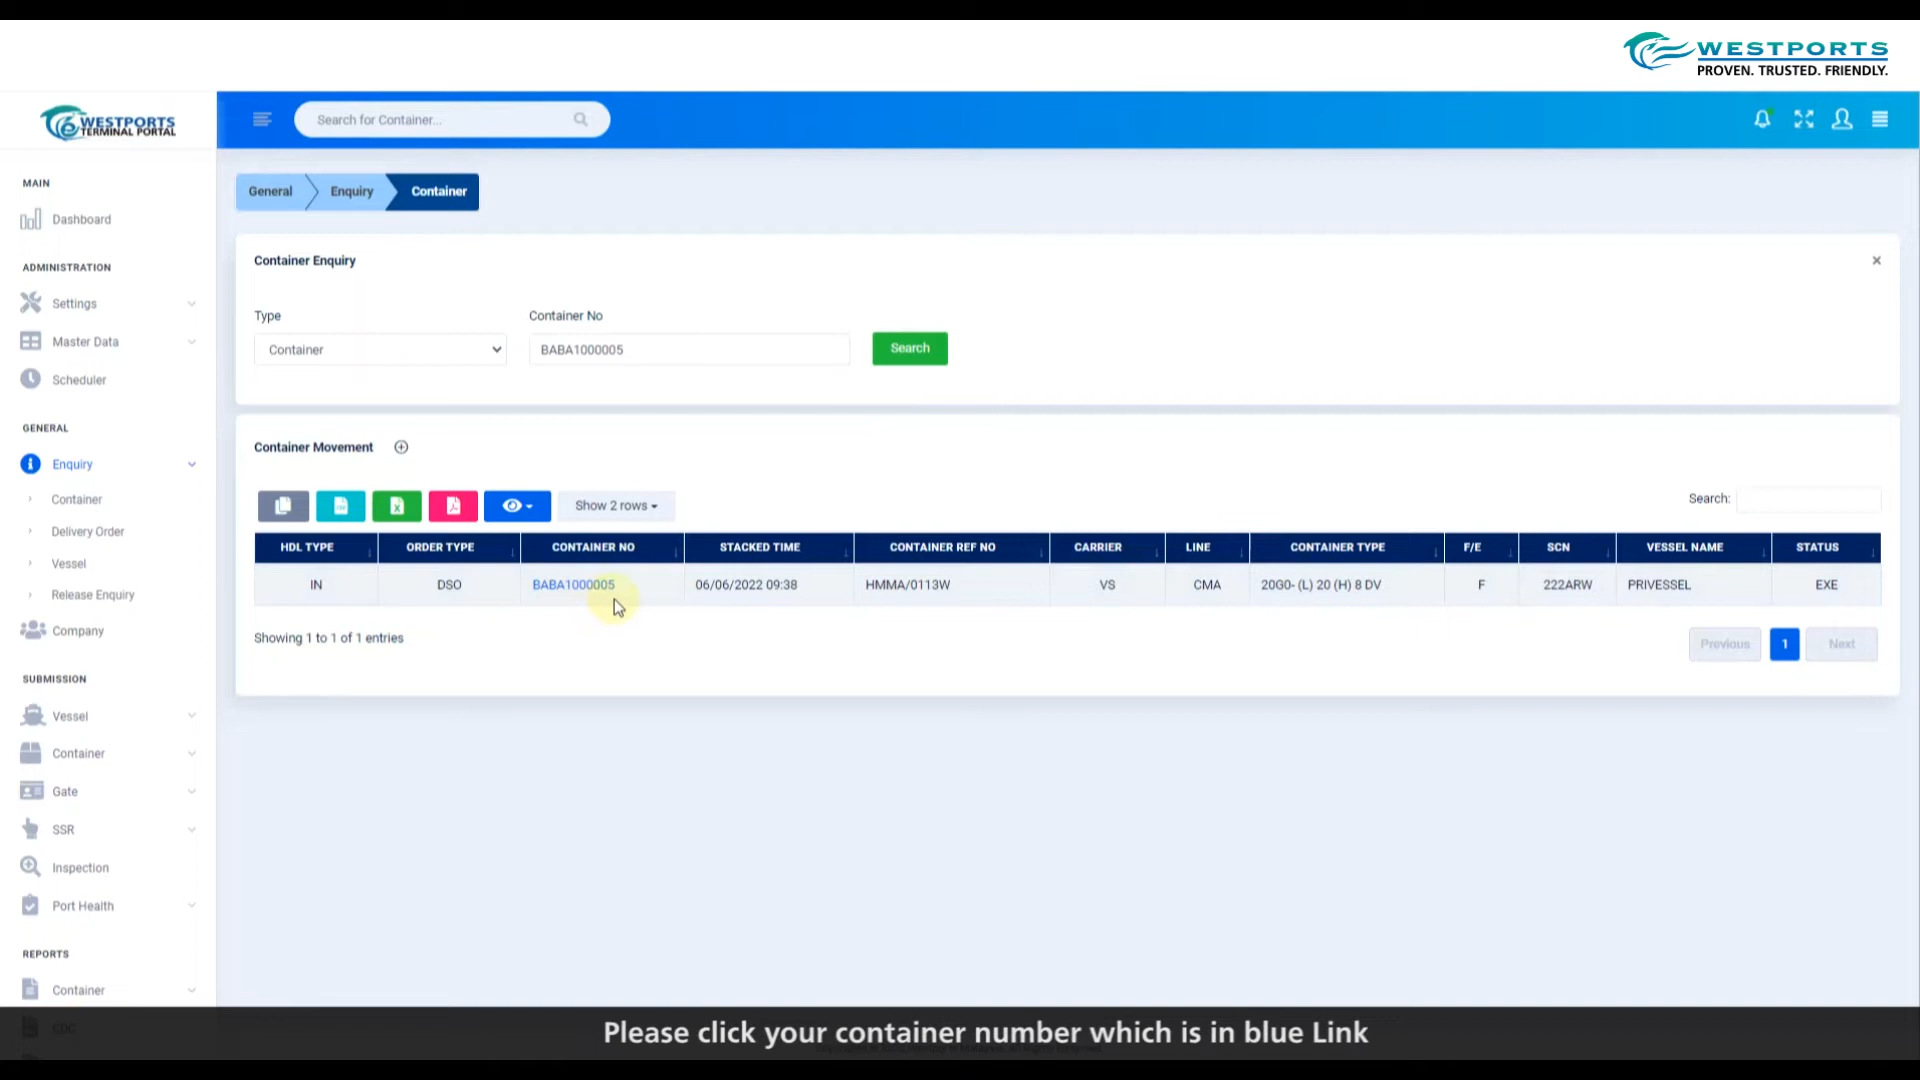 WESTPORTS
PROVEN. TRUSTED. FRIENDLY.
WESTPORTS
TERMINAL PORTAL
Search for Container...
MAIN
Dashboard
ADMINISTRATION
Settings
Master Data
Scheduler
GENERAL
Enquiry
Container
Delivery Order
Vessel
Release Enquiry
Company
SUBMISSION
Vessel
Container
Gate
SSR
Inspection
Port Health
REPORTS
Container
CDC
General Enquiry Container
Container Enquiry
×
Type Container No
Container BABA1000005 Search
Container Movement
Show 2 rows Search:
HDL TYPE ORDER TYPE CONTAINER NO STACKED TIME CONTAINER REF NO CARRIER LINE CONTAINER TYPE F/E SCN VESSEL NAME STATUS
IN DSO BABA1000005 06/06/2022 09:38 HMMA/0113W VS CMA 20G0- (L) 20 (H) 8 DV F 222ARW PRIVESSEL EXE
Showing 1 to 1 of 1 entries
Previous 1 Next
Please click your container number which is in blue Link